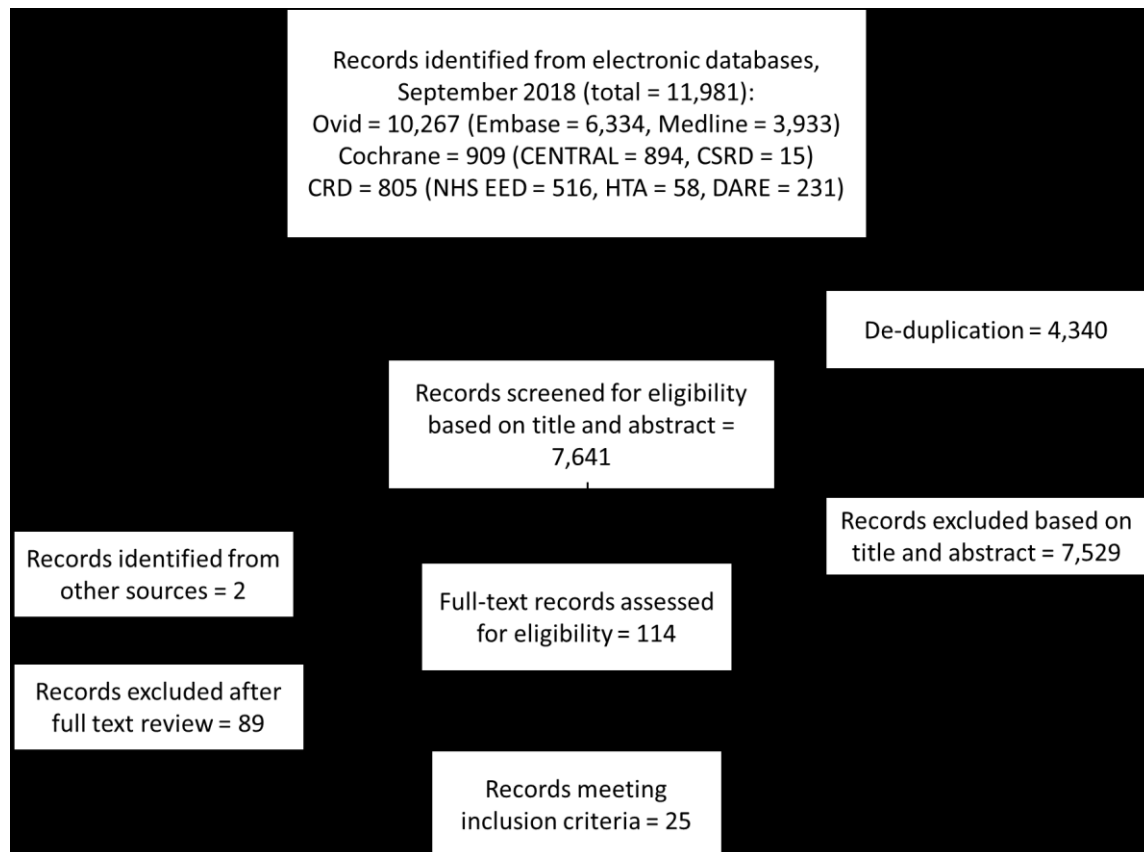 Records identified from electronic databases,
September 2018 (total = 11,981):
Ovid = 10,267 (Embase = 6,334, Medline = 3,933)
Cochrane = 909 (CENTRAL = 894, CSRD = 15)
CRD = 805 (NHS EED = 516, HTA = 58, DARE = 231)
De-duplication = 4,340
Records screened for eligibility
based on title and abstract =
7,641
Records excluded based on
title and abstract = 7,529
Records identified from
other sources = 2
Full-text records assessed
for eligibility = 114
Records excluded after
full text review = 89
Records meeting
inclusion criteria = 25